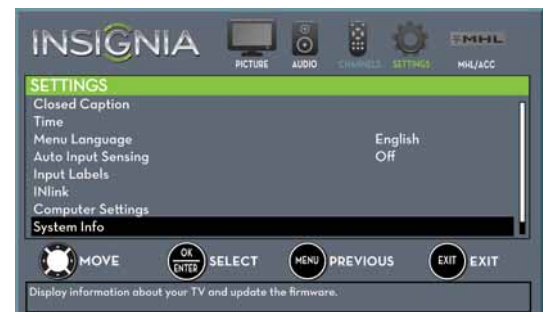 INSIGNIA
PICTURE AUDIO CHANNELS SETTINGS MHL MHL/ACC
SETTINGS
Closed Caption
Time
Menu Language English
Auto Input Sensing Off
Input Labels
INlink
Computer Settings
System Info
MOVE OK ENTER SELECT MENU PREVIOUS EXIT EXIT
Display information about your TV and update the firmware.